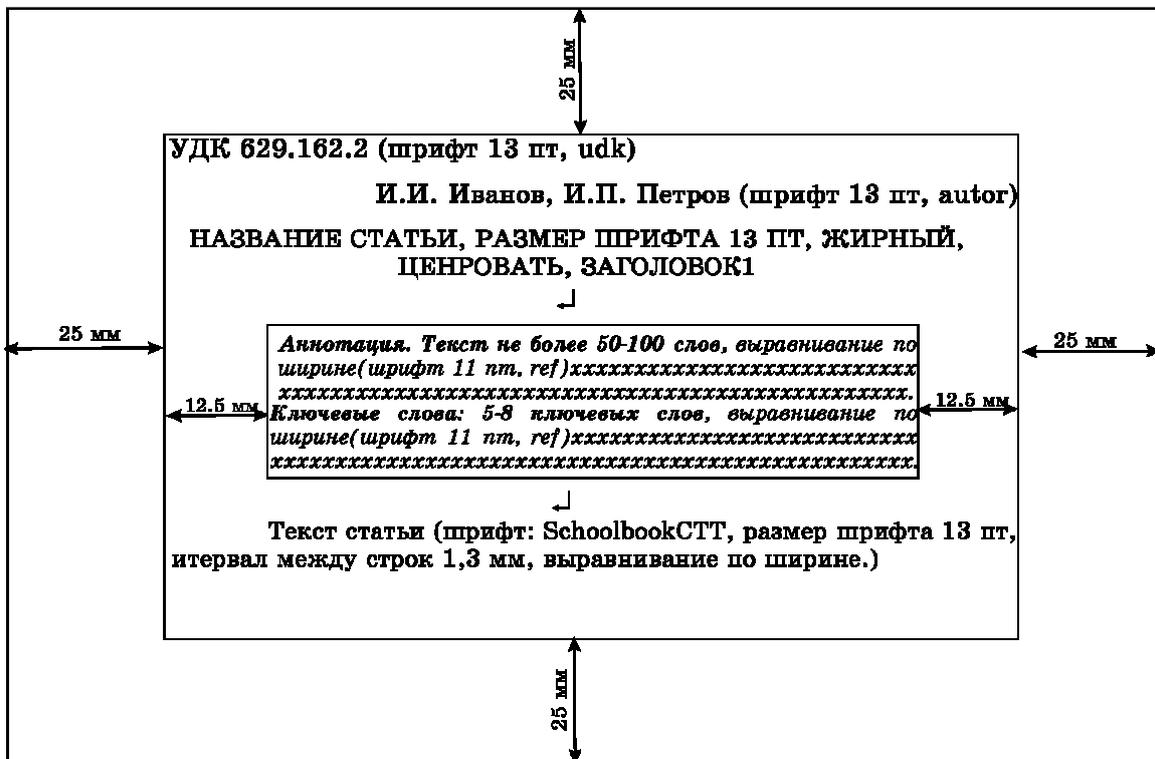 25 мм
УДК 629.162.2 (шрифт 13 пт, udk)
И.И. Иванов, И.П. Петров (шрифт 13 пт, autor)
НАЗВАНИЕ СТАТЬИ, РАЗМЕР ШРИФТА 13 ПТ, ЖИРНЫЙ,
ЦЕНРОВАТЬ, ЗАГОЛОВОК1
25 мм
25 мм
Аннотация. Текст не более 50-100 слов, выравнивание по
ширине(шрифт 11 пт, ref)xxxxxxxxxxxxxxxxxxxxxxxxxxx
xxxxxxxxxxxxxxxxxxxxxxxxxxxxxxxxxxxxxxxxxxxxxxxxx.
12.5 мм
12.5 мм
Ключевые слова: 5-8 ключевых слов, выравнивание по
ширине(шрифт 11 пт, ref)xxxxxxxxxxxxxxxxxxxxxxxxxxx
xxxxxxxxxxxxxxxxxxxxxxxxxxxxxxxxxxxxxxxxxxxxxxxxxx.
Текст статьи (шрифт: SchoolbookCTT, размер шрифта 13 пт,
итервал между строк 1,3 мм, выравнивание по ширине.)
25 мм